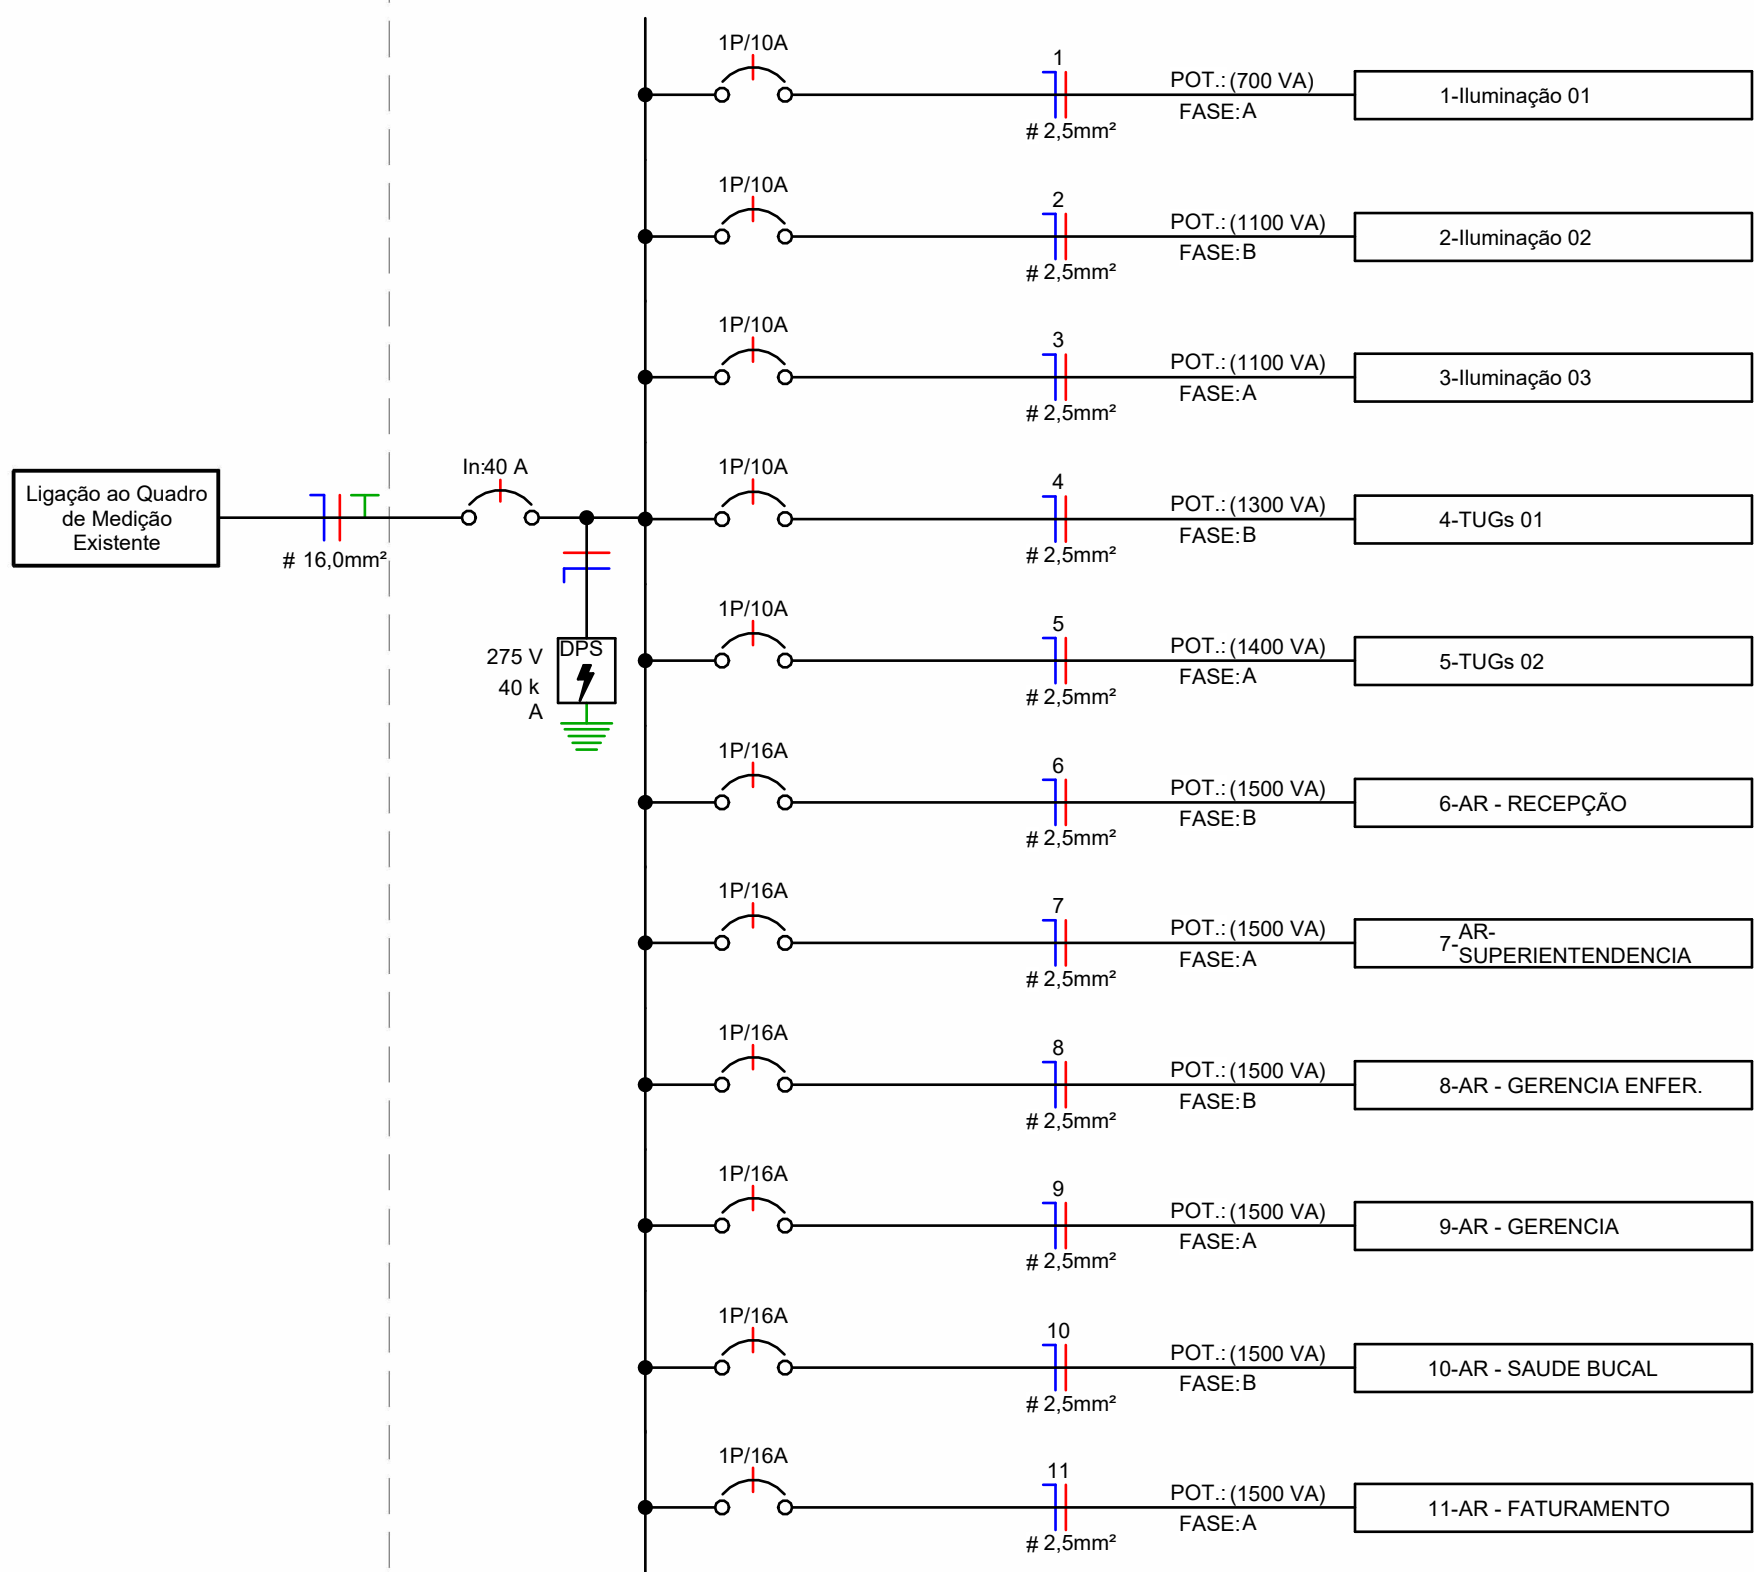 1P/10A
1
POT.: (700 VA)
FASE: A
# 2,5mm²
1-Iluminação 01
1P/10A
2
POT.: (1100 VA)
FASE: B
# 2,5mm²
2-Iluminação 02
1P/10A
3
POT.: (1100 VA)
FASE: A
# 2,5mm²
3-Iluminação 03
Ligação ao Quadro
de Medição
Existente
# 16,0mm²
In:40 A
DPS
275 V
40 k
A
1P/10A
4
POT.: (1300 VA)
FASE: B
# 2,5mm²
4-TUGs 01
1P/10A
5
POT.: (1400 VA)
FASE: A
# 2,5mm²
5-TUGs 02
1P/16A
6
POT.: (1500 VA)
FASE: B
# 2,5mm²
6-AR - RECEPÇÃO
1P/16A
7
POT.: (1500 VA)
FASE: A
# 2,5mm²
7-AR-
SUPERIENTENDENCIA
1P/16A
8
POT.: (1500 VA)
FASE: B
# 2,5mm²
8-AR - GERENCIA ENFER.
1P/16A
9
POT.: (1500 VA)
FASE: A
# 2,5mm²
9-AR - GERENCIA
1P/16A
10
POT.: (1500 VA)
FASE: B
# 2,5mm²
10-AR - SAUDE BUCAL
1P/16A
11
POT.: (1500 VA)
FASE: A
# 2,5mm²
11-AR - FATURAMENTO